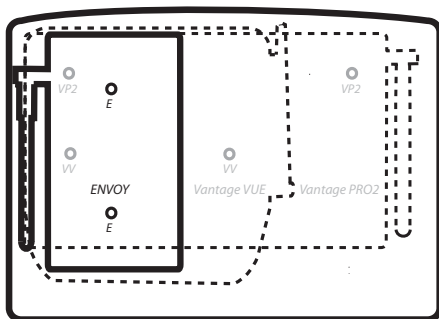 VP2
VP2
E
VV
VV
ENVOY
Vantage VUE
Vantage PRO2
E